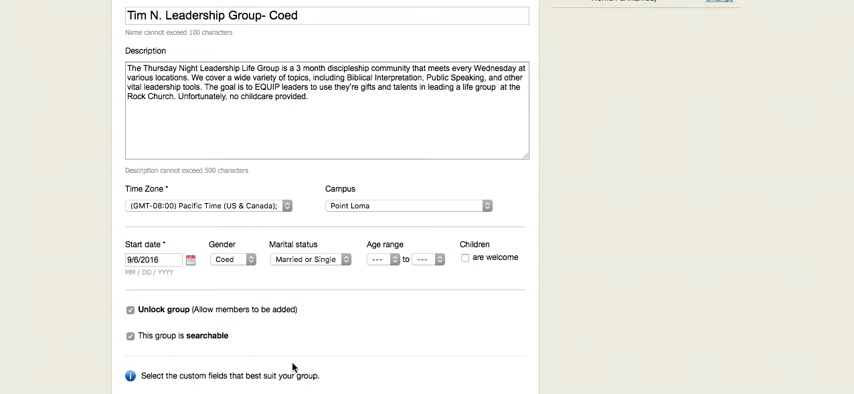 Tim N. Leadership Group- Coed
Name cannot exceed 100 characters
Description
The Thursday Night Leadership Life Group is a 3 month discipleship community that meets every Wednesday at
various locations. We cover a wide variety of topics, including Biblical Interpretation, Public Speaking, and other
vital leadership tools. The goal is to EQUIP leaders to use they're gifts and talents in leading a life group at the
Rock Church. Unfortunately, no childcare provided.
Description cannot exceed 500 characters
Time Zone * Campus
(GMT-08:00) Pacific Time (US & Canada); Point Loma
Start date * Gender Marital status Age range Children
9/6/2016 Coed Married or Single --- to --- are welcome
MM / DD / YYYY
Unlock group (Allow members to be added)
This group is searchable
Select the custom fields that best suit your group.